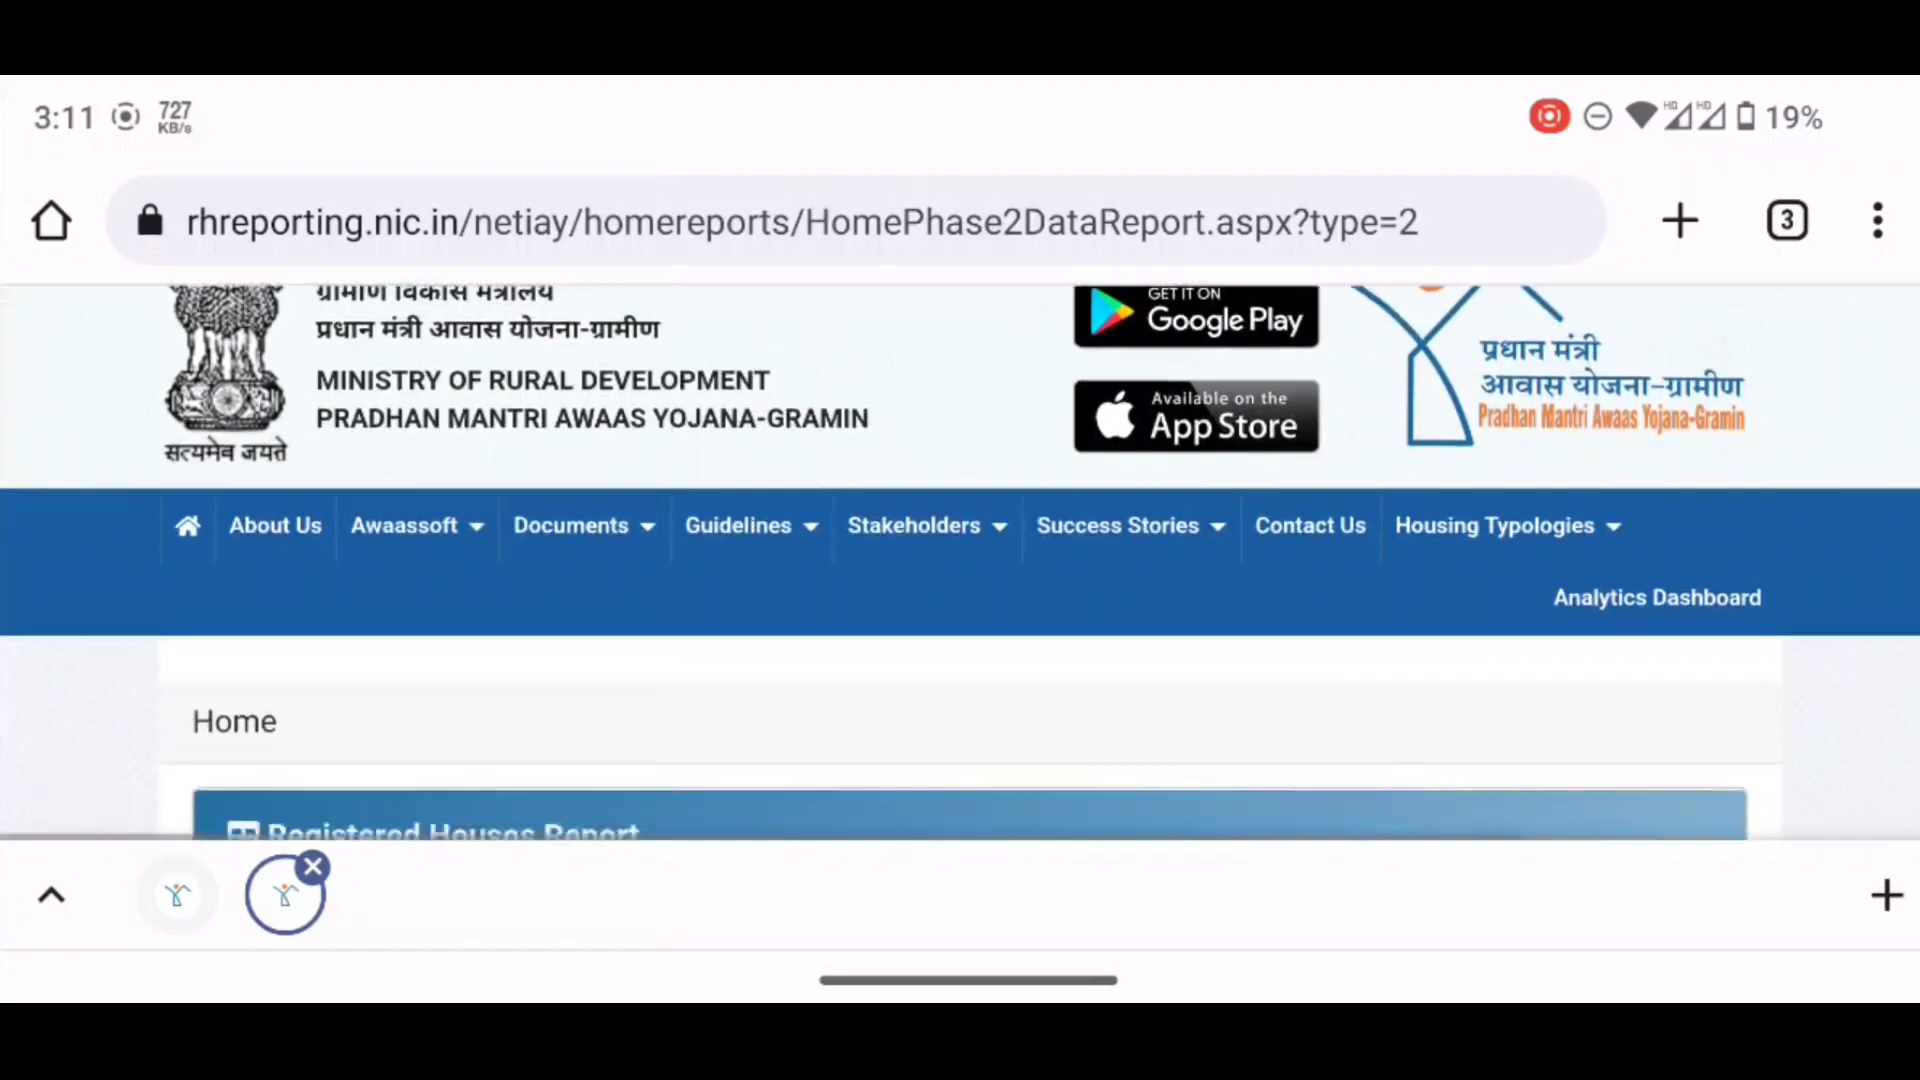 3:11 727 KB/s 19%
rhreporting.nic.in/netiay/homereports/HomePhase2DataReport.aspx?type=2 3
ग्रामीण विकास मंत्रालय
प्रधान मंत्री आवास योजना-ग्रामीण
MINISTRY OF RURAL DEVELOPMENT
PRADHAN MANTRI AWAAS YOJANA-GRAMIN
सत्यमेव जयते
GET IT ON
Google Play
Available on the
App Store
प्रधान मंत्री
आवास योजना-ग्रामीण
Pradhan Mantri Awaas Yojana-Gramin
About Us Awaassoft Documents Guidelines Stakeholders Success Stories Contact Us Housing Typologies
Analytics Dashboard
Home
Registered Houses Report